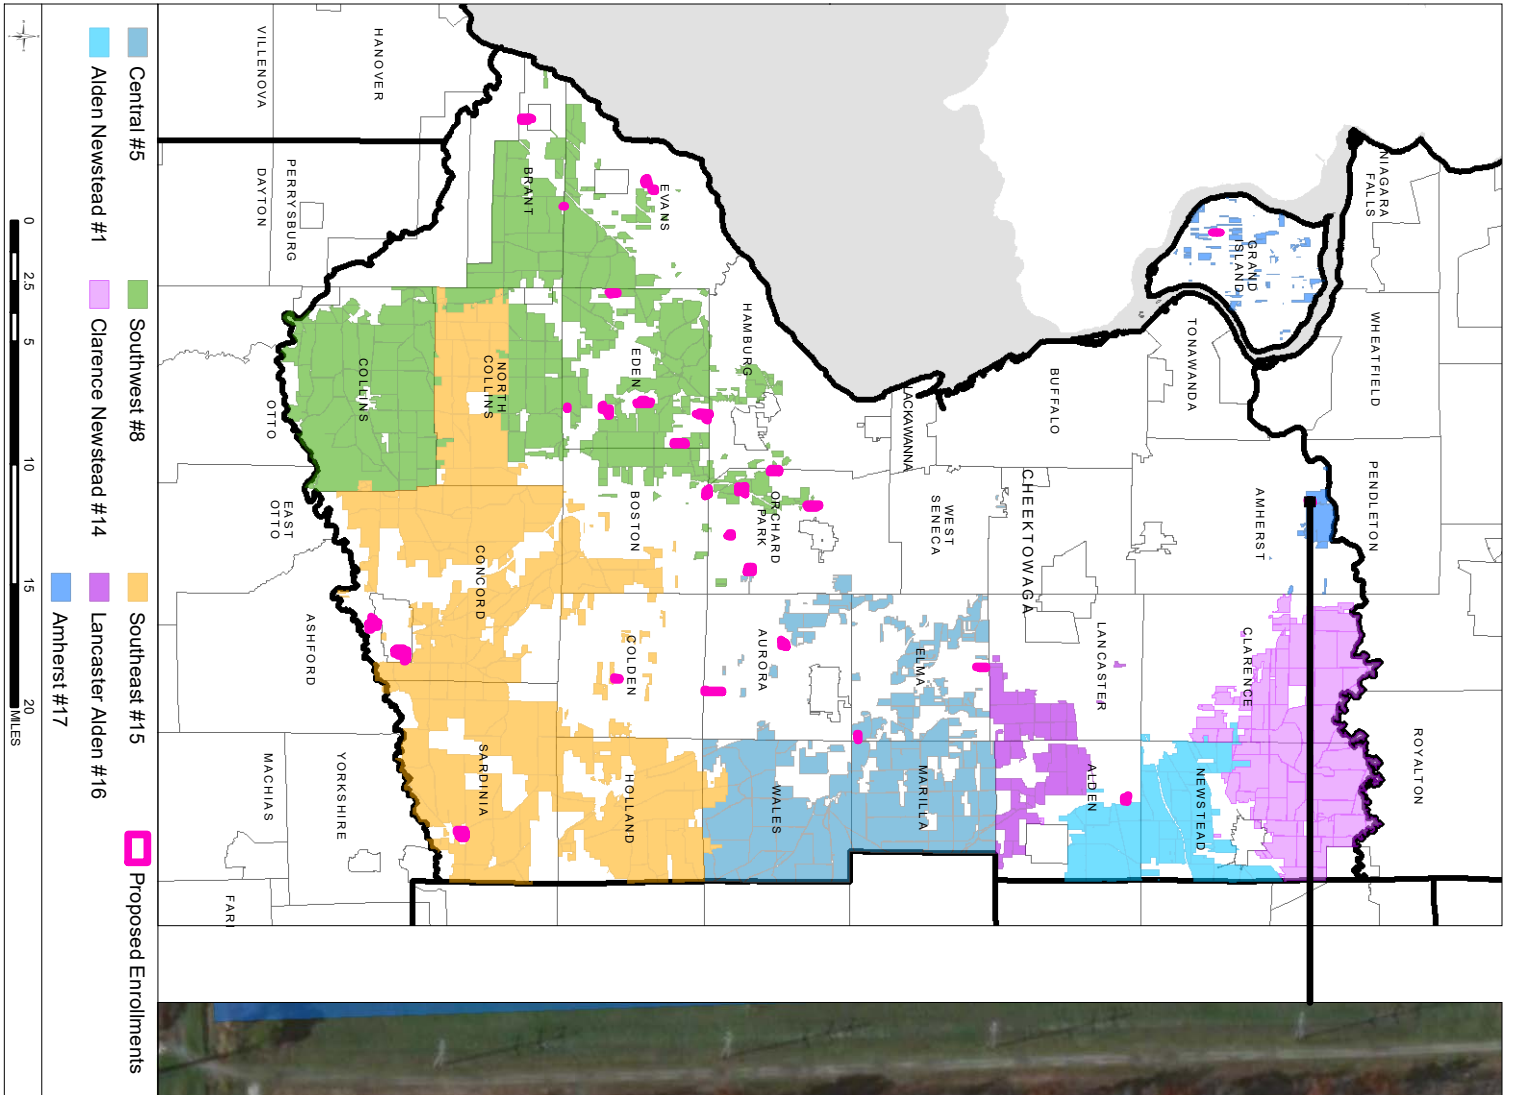 NIAGARA
FALLS
WHEATFIELD
PENDLETON
ROYALTON
GRAND
ISLAND
TONAWANDA
AMHERST
CLARENCE
NEWSTEAD
BUFFALO
CHEEKTOWAGA
LANCASTER
ALDEN
LACKAWANNA
WEST
SENECA
ELMA
MARILLA
HAMBURG
ORCHARD
PARK
AURORA
WALES
EVANS
EDEN
BOSTON
COLDEN
HOLLAND
BRANT
NORTH
COLLINS
CONCORD
SARDINIA
HANOVER
COLLINS
VILLENOVA
PERRYSBURG
DAYTON
OTTO
EAST
OTTO
ASHFORD
YORKSHIRE
MACHIAS
Central #5
Southwest #8
Southeast #15
Proposed Enrollments
Alden Newstead #1
Clarence Newstead #14
Lancaster Alden #16
Amherst #17
0 2.5 5 10 15 20
MILES